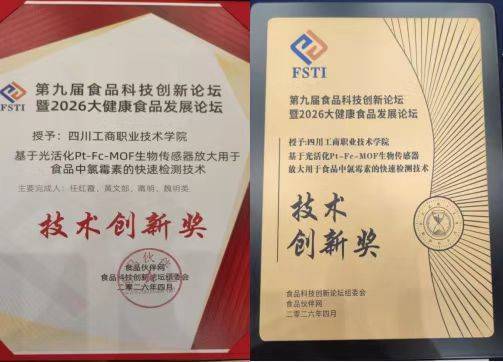 FSTI
第九届食品科技创新论坛
暨2026大健康食品发展论坛
授予：四川工商职业技术学院
基于光活化Pt-Fc-MOF生物传感器放大用于
食品中氯霉素的快速检测技术
主要完成人：任红霞、黄文部、高明、魏明英
技术创新奖
食品伙伴网
食品科技创新论坛组委会
二零二六年四月
FSTI
第九届食品科技创新论坛
暨2026大健康食品发展论坛
授予:四川工商职业技术学院
基于光活化Pt-Fc-MOF生物传感器
放大用于食品中氯霉素的快速检测技术
技术
创新奖
食品科技创新论坛组委会
食品伙伴网
二零二六年四月